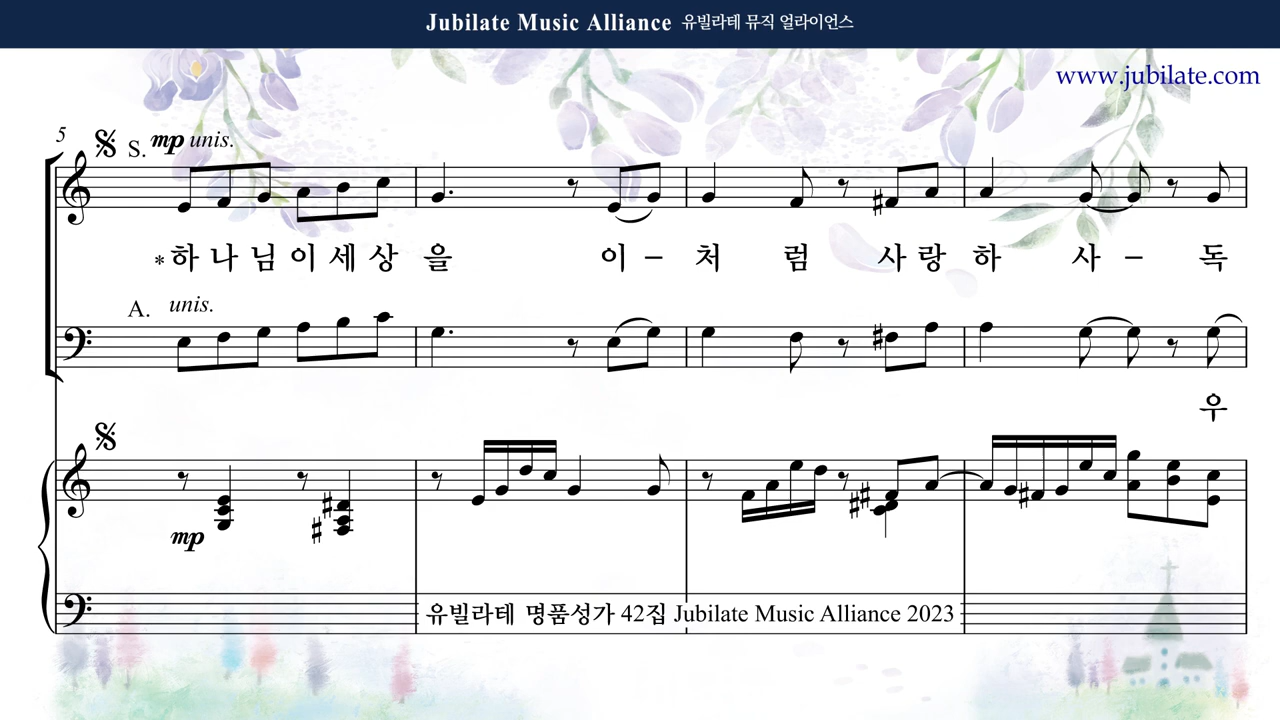 Jubilate Music Alliance 유빌라테 뮤직 얼라이언스
www.jubilate.com
5 S. mp unis.
*하 나 님 이 세 상 을 이 – 처 럼 사 랑 하 사 – 독
A. unis.
우
mp
유빌라테 명품성가 42집 Jubilate Music Alliance 2023